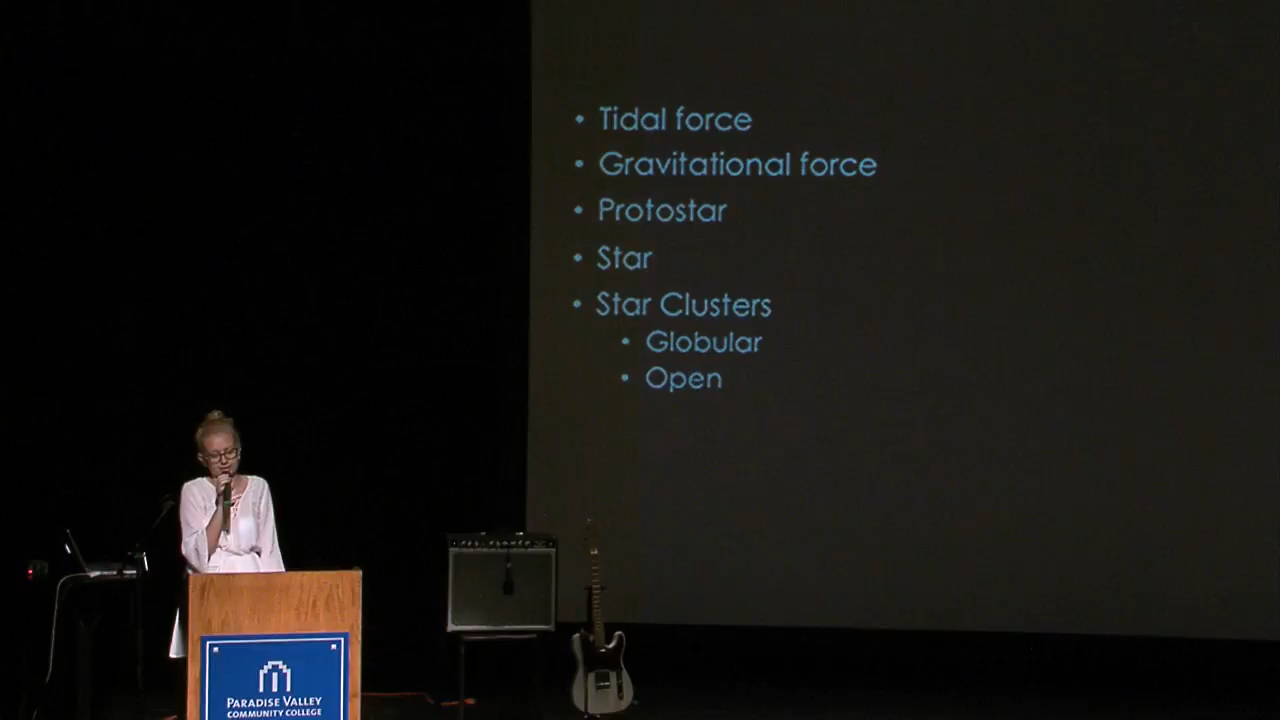 • Tidal force
• Gravitational force
• Protostar
• Star
• Star Clusters
• Globular
• Open
PARADISE VALLEY
COMMUNITY COLLEGE